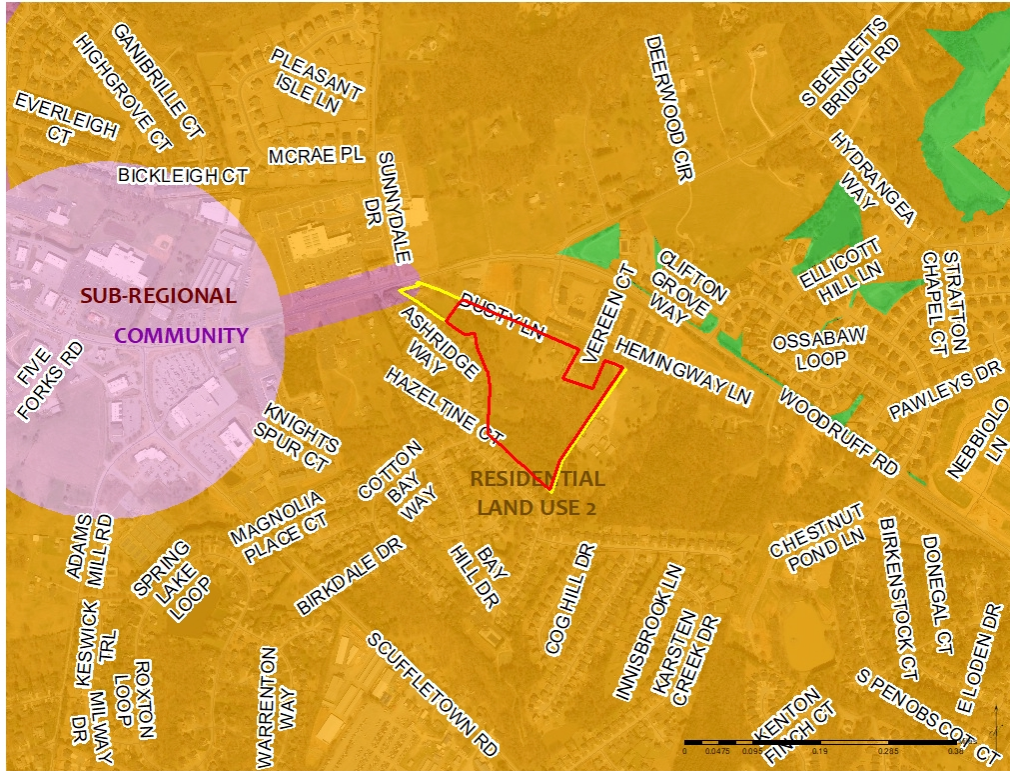 GANIBRILLE CT
HIGHGROVE CT
EVERLEIGH
CT
PLEASANT
ISLE LN
MCRAE PL
BICKLEIGH CT
SUNNYDALE
DR
DEERWOOD CIR
S BENNETTS
BRIDGE RD
HYDRANGEA
WAY
ELLICOTT
HILL LN
STRATTON
CHAPEL CT
CLIFTON
GROVE
WAY
OSSABAW
LOOP
PAWLEYS DR
NEBBIOLO
LN
WOODRUFF RD
HEMINGWAY LN
VEREEN CT
DUSTY LN
ASHRIDGE
WAY
HAZELTINE CT
SUB-REGIONAL
COMMUNITY
FIVE
FORKS RD
KNIGHTS
SPUR CT
COTTON
BAY
WAY
RESIDENTIAL
LAND USE 2
MAGNOLIA
PLACE CT
ADAMS
MILL RD
SPRING
LAKE
LOOP
BIRKDALE DR
BAY
HILL DR
COG HILL DR
INNISBROOK LN
KARSTEN
CREEK DR
CHESTNUT
POND LN
BIRKENSTOCK CT
DONEGAL CT
ELODEN DR
S PENOBSCOT CT
KENTON
FINCH CT
SCUFFLETOWN RD
WARRENTON
WAY
KESWICK
TRL
ROXTON
LOOP
MILWAY
DR
0 0.0475 0.095 0.19 0.285 0.38